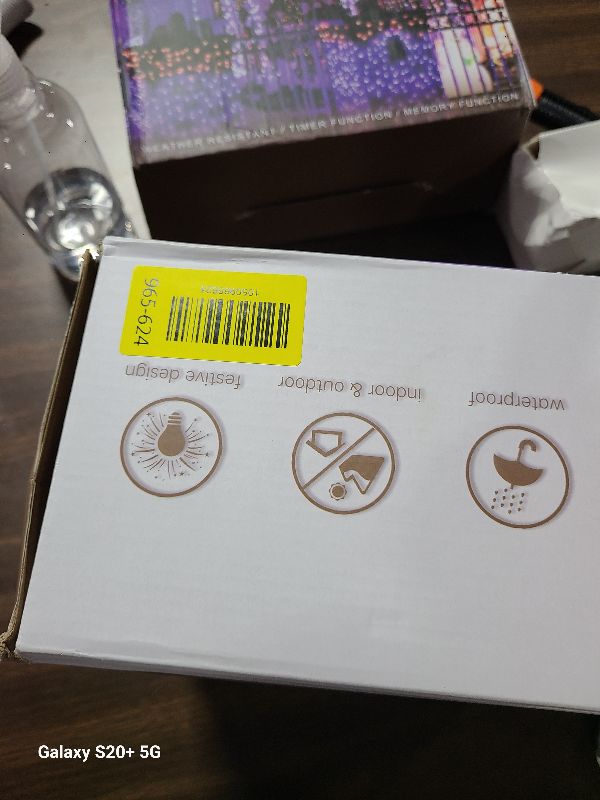 WEATHER RESISTANT / TIMER FUNCTION / MEMORY FUNCTION
965-624
festive design
indoor & outdoor
waterproof
Galaxy S20+ 5G